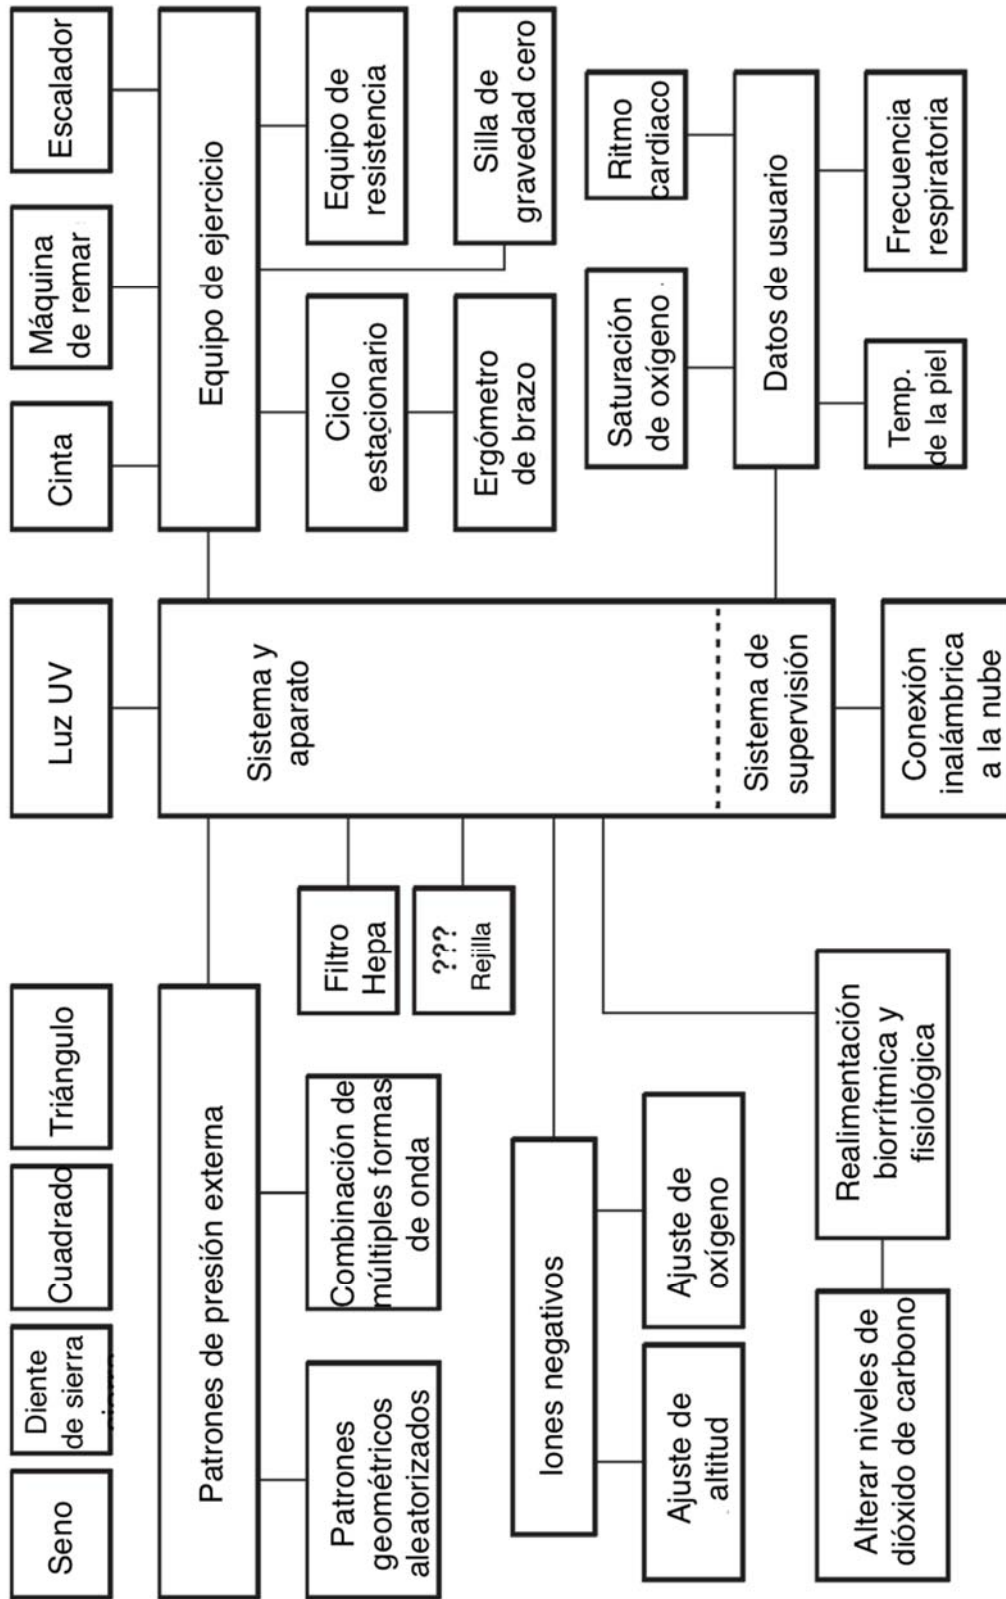 Seno
Diente
de sierra
Cuadrado
Triángulo
Luz UV
Cinta
Máquina
de remar
Escalador
Patrones de presión externa
Sistema y
aparato
Equipo de ejercicio
Patrones
geométricos
aleatorizados
Combinación de
múltiples formas
de onda
Filtro
Hepa
???
Rejilla
Ciclo
estacionario
Equipo de
resistencia
Ergómetro
de brazo
Silla de
gravedad cero
Iones negativos
Ajuste de
altitud
Ajuste de
oxígeno
Saturación
de oxígeno
Ritmo
cardiaco
Sistema de
supervisión
Datos de usuario
Alterar niveles de
dióxido de carbono
Realimentación
biorrítmica y
fisiológica
Conexión
inalámbrica
a la nube
Temp.
de la piel
Frecuencia
respiratoria